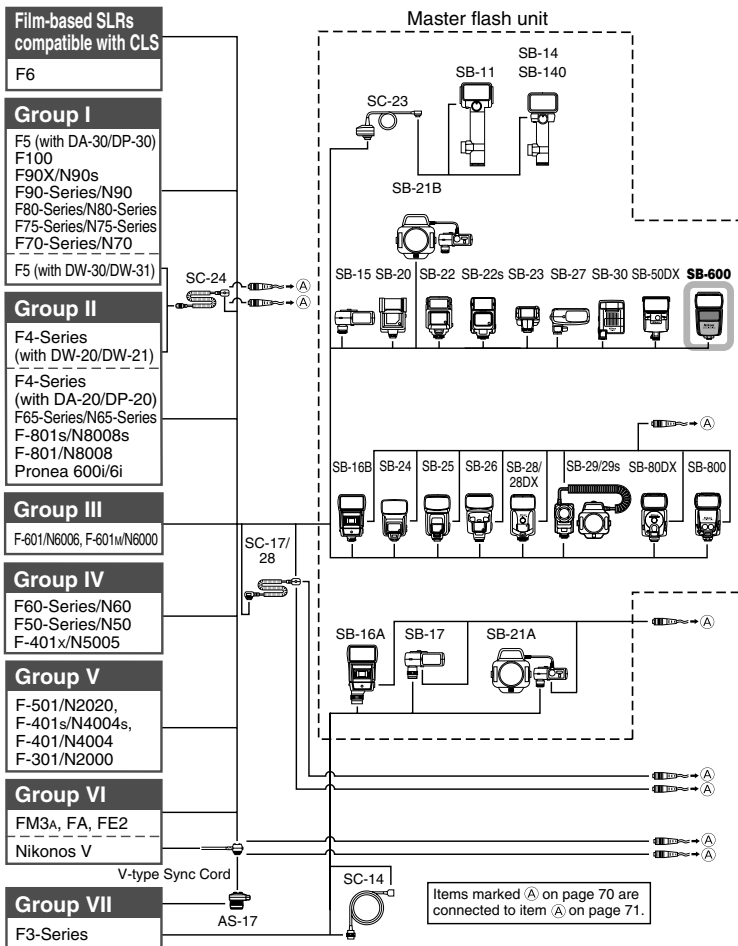 Film-based SLRs
compatible with CLS
F6
Group I
F5 (with DA-30/DP-30)
F100
F90X/N90s
F90-Series/N90
F80-Series/N80-Series
F75-Series/N75-Series
F70-Series/N70
F5 (with DW-30/DW-31)
Group II
F4-Series
(with DW-20/DW-21)
F4-Series
(with DA-20/DP-20)
F65-Series/N65-Series
F-801s/N8008s
F-801/N8008
Pronea 600i/6i
Group III
F-601/N6006, F-601M/N6000
Group IV
F60-Series/N60
F50-Series/N50
F-401x/N5005
Group V
F-501/N2020,
F-401s/N4004s,
F-401/N4004
F-301/N2000
Group VI
FM3A, FA, FE2
Nikonos V
V-type Sync Cord
Group VII
F3-Series
AS-17
SC-24
Ⓐ
Ⓐ
SC-17/
28
Master flash unit
SC-23
SB-11
SB-14
SB-140
SB-21B
SB-15 SB-20 SB-22 SB-22s SB-23 SB-27 SB-30 SB-50DX SB-600
Ⓐ
SB-16B SB-24 SB-25 SB-26 SB-28/ SB-29/29s SB-80DX SB-800
28DX
Ⓐ
SB-16A SB-17 SB-21A
Ⓐ
Ⓐ
Ⓐ
Ⓐ
SC-14
Items marked Ⓐ on page 70 are
connected to item Ⓐ on page 71.